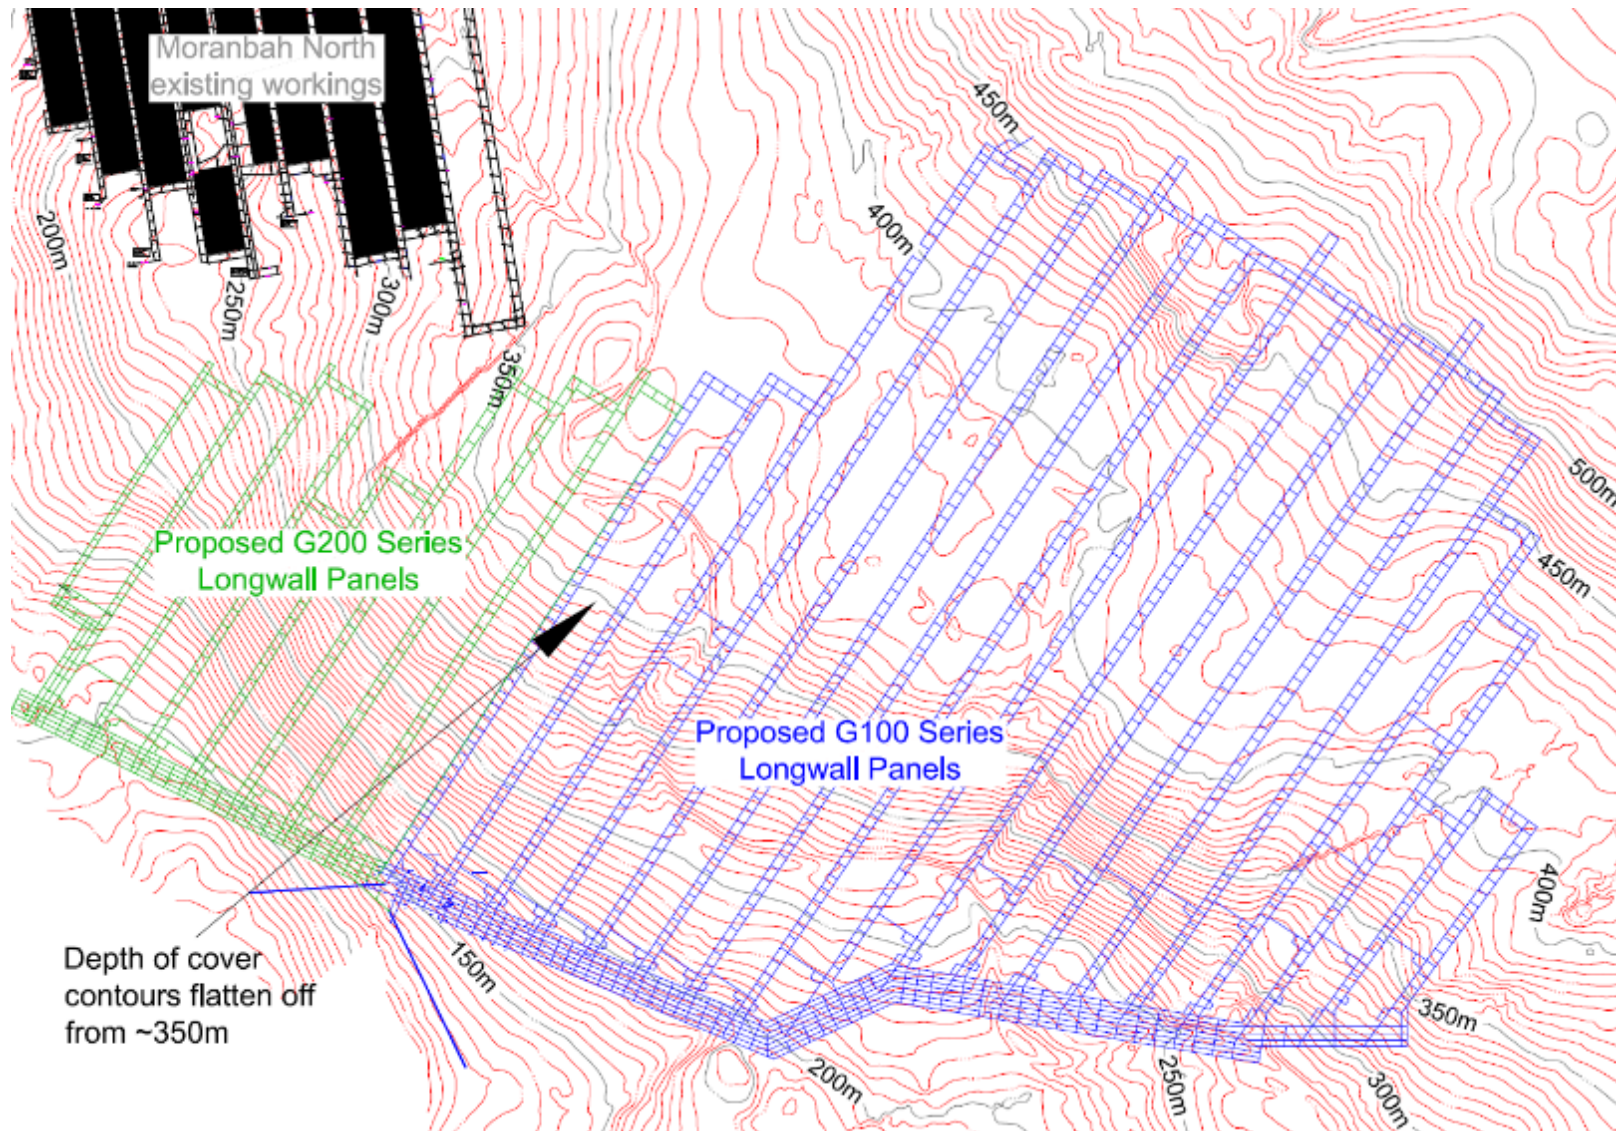 Moranbah North
existing workings
450m
200m
400m
250m
300m
350m
500m
Proposed G200 Series
Longwall Panels
450m
Proposed G100 Series
Longwall Panels
400m
Depth of cover
contours flatten off
from ~350m
150m
350m
200m
250m
300m